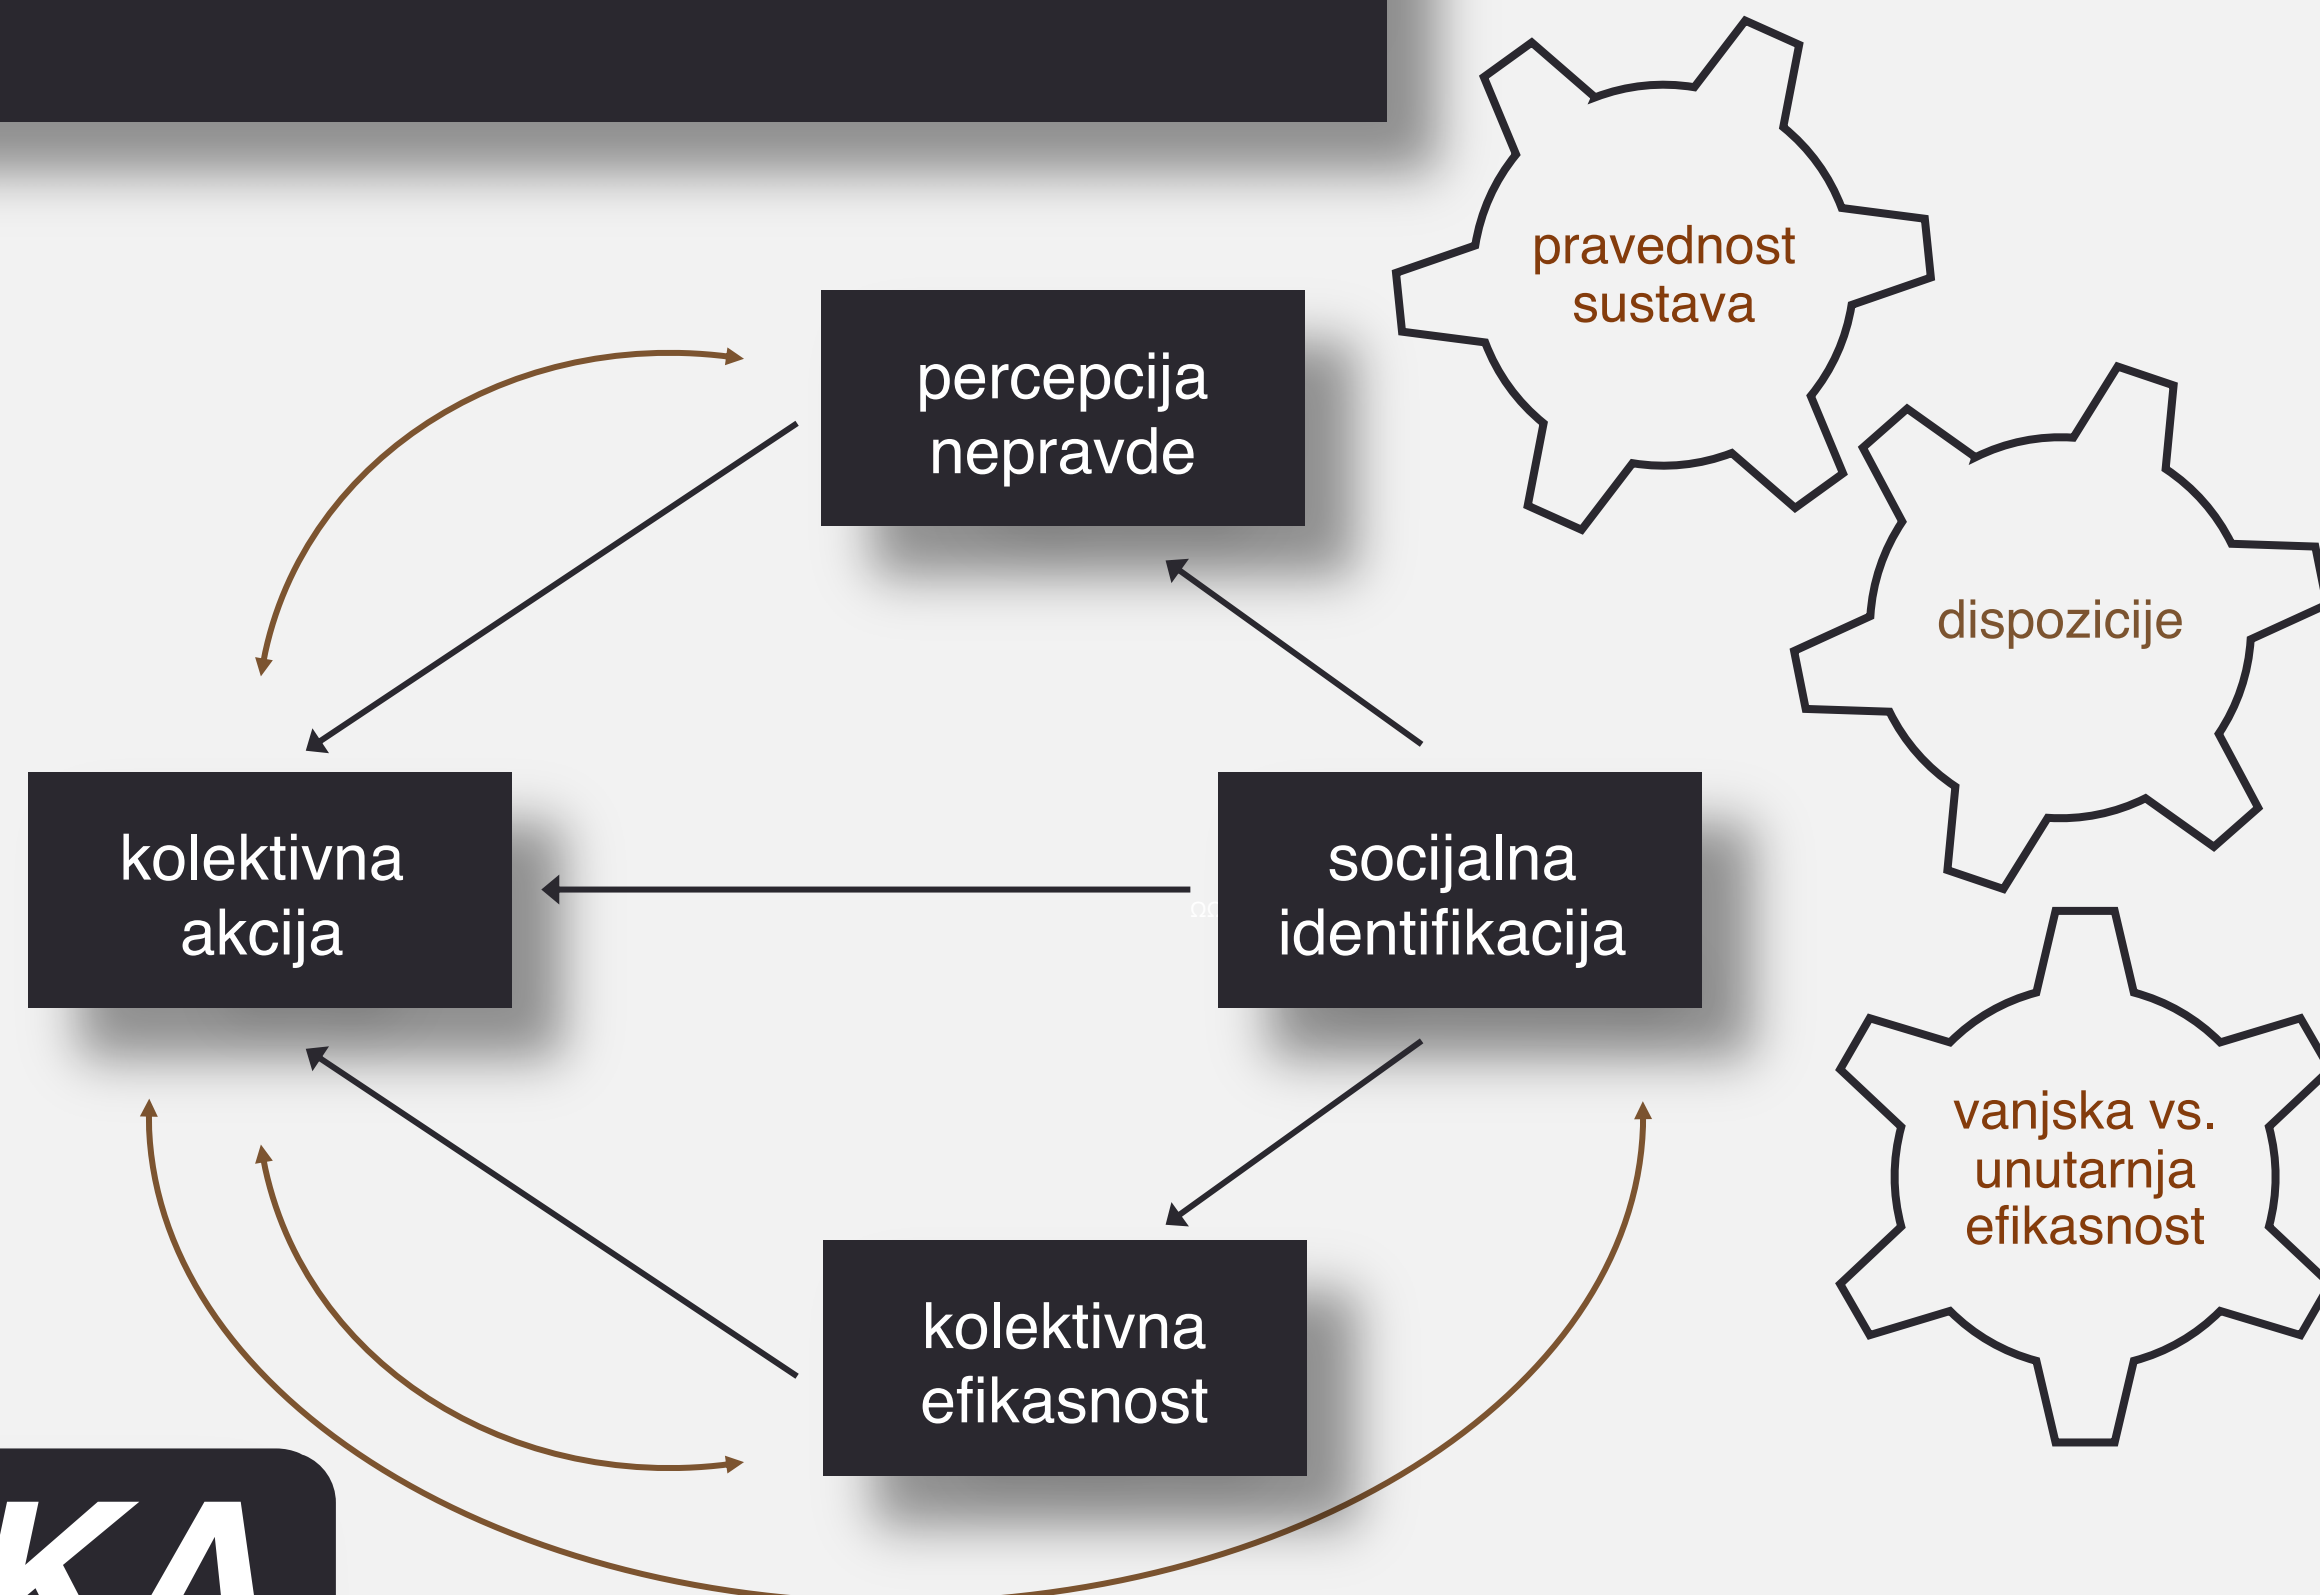 pravednost
sustava
percepcija
nepravde
dispozicije
kolektivna
akcija
socijalna
identifikacija
vanjska vs.
unutarnja
efikasnost
kolektivna
efikasnost